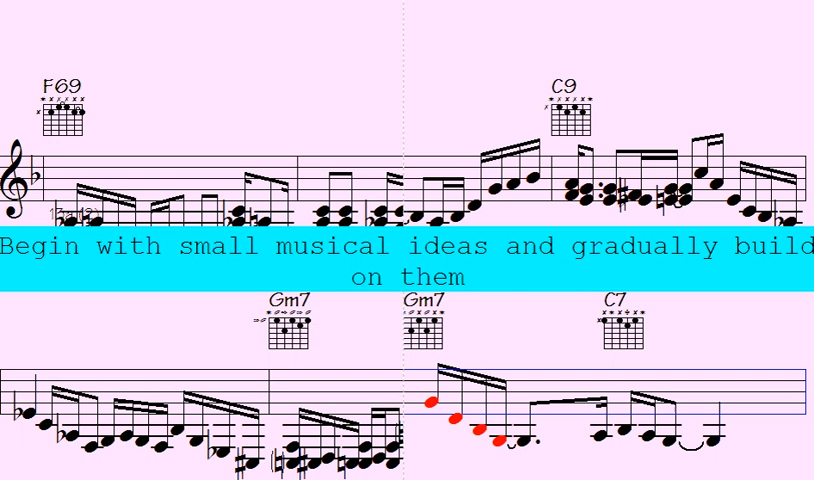 F69
C9
Begin with small musical ideas and gradually build
on them
Gm7
Gm7
C7